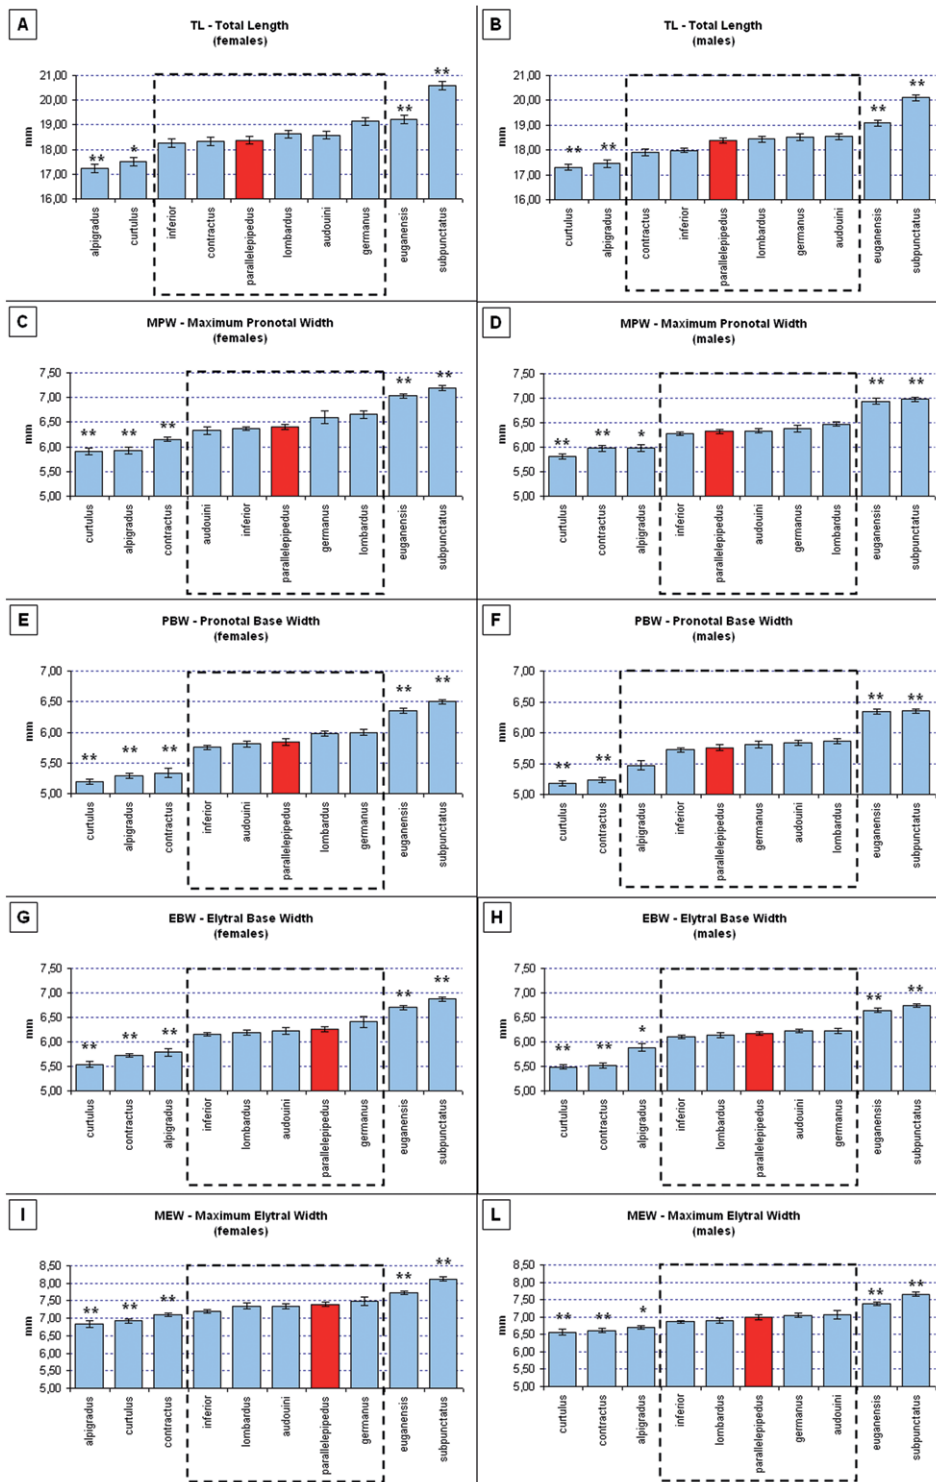 A
TL - Total Length
(females)
21,00
20,00
19,00
18,00
17,00
16,00
mm
** * ** **
alpigradus
curtulus
inferior
contractus
parallelepipedus
lombardus
audouini
germanus
euganensis
subpunctatus
B
TL - Total Length
(males)
21,00
20,00
19,00
18,00
17,00
16,00
mm
** ** ** **
curtulus
alpigradus
contractus
inferior
parallelepipedus
lombardus
germanus
audouini
euganensis
subpunctatus
C
MPW - Maximum Pronotal Width
(females)
7,50
7,00
6,50
6,00
5,50
5,00
mm
** ** ** ** **
curtulus
alpigradus
contractus
audouini
inferior
parallelepipedus
germanus
lombardus
euganensis
subpunctatus
D
MPW - Maximum Pronotal Width
(males)
7,50
7,00
6,50
6,00
5,50
5,00
mm
** ** * ** **
curtulus
contractus
alpigradus
inferior
parallelepipedus
audouini
germanus
lombardus
euganensis
subpunctatus
E
PBW - Pronotal Base Width
(females)
7,00
6,50
6,00
5,50
5,00
mm
** ** ** ** **
curtulus
alpigradus
contractus
inferior
audouini
parallelepipedus
lombardus
germanus
euganensis
subpunctatus
F
PBW - Pronotal Base Width
(males)
7,00
6,50
6,00
5,50
5,00
mm
** ** ** **
curtulus
contractus
alpigradus
inferior
parallelepipedus
germanus
audouini
lombardus
euganensis
subpunctatus
G
EBW - Elytral Base Width
(females)
7,50
7,00
6,50
6,00
5,50
5,00
mm
** ** ** ** **
curtulus
contractus
alpigradus
inferior
lombardus
audouini
parallelepipedus
germanus
euganensis
subpunctatus
H
EBW - Elytral Base Width
(males)
7,50
7,00
6,50
6,00
5,50
5,00
mm
** ** * ** **
curtulus
contractus
alpigradus
inferior
lombardus
parallelepipedus
audouini
germanus
euganensis
subpunctatus
I
MEW - Maximum Elytral Width
(females)
8,50
8,00
7,50
7,00
6,50
6,00
5,50
5,00
mm
** ** ** ** **
alpigradus
curtulus
contractus
inferior
lombardus
audouini
parallelepipedus
germanus
euganensis
subpunctatus
L
MEW - Maximum Elytral Width
(males)
8,50
8,00
7,50
7,00
6,50
6,00
5,50
5,00
mm
** ** * ** **
curtulus
contractus
alpigradus
inferior
lombardus
parallelepipedus
germanus
audouini
euganensis
subpunctatus